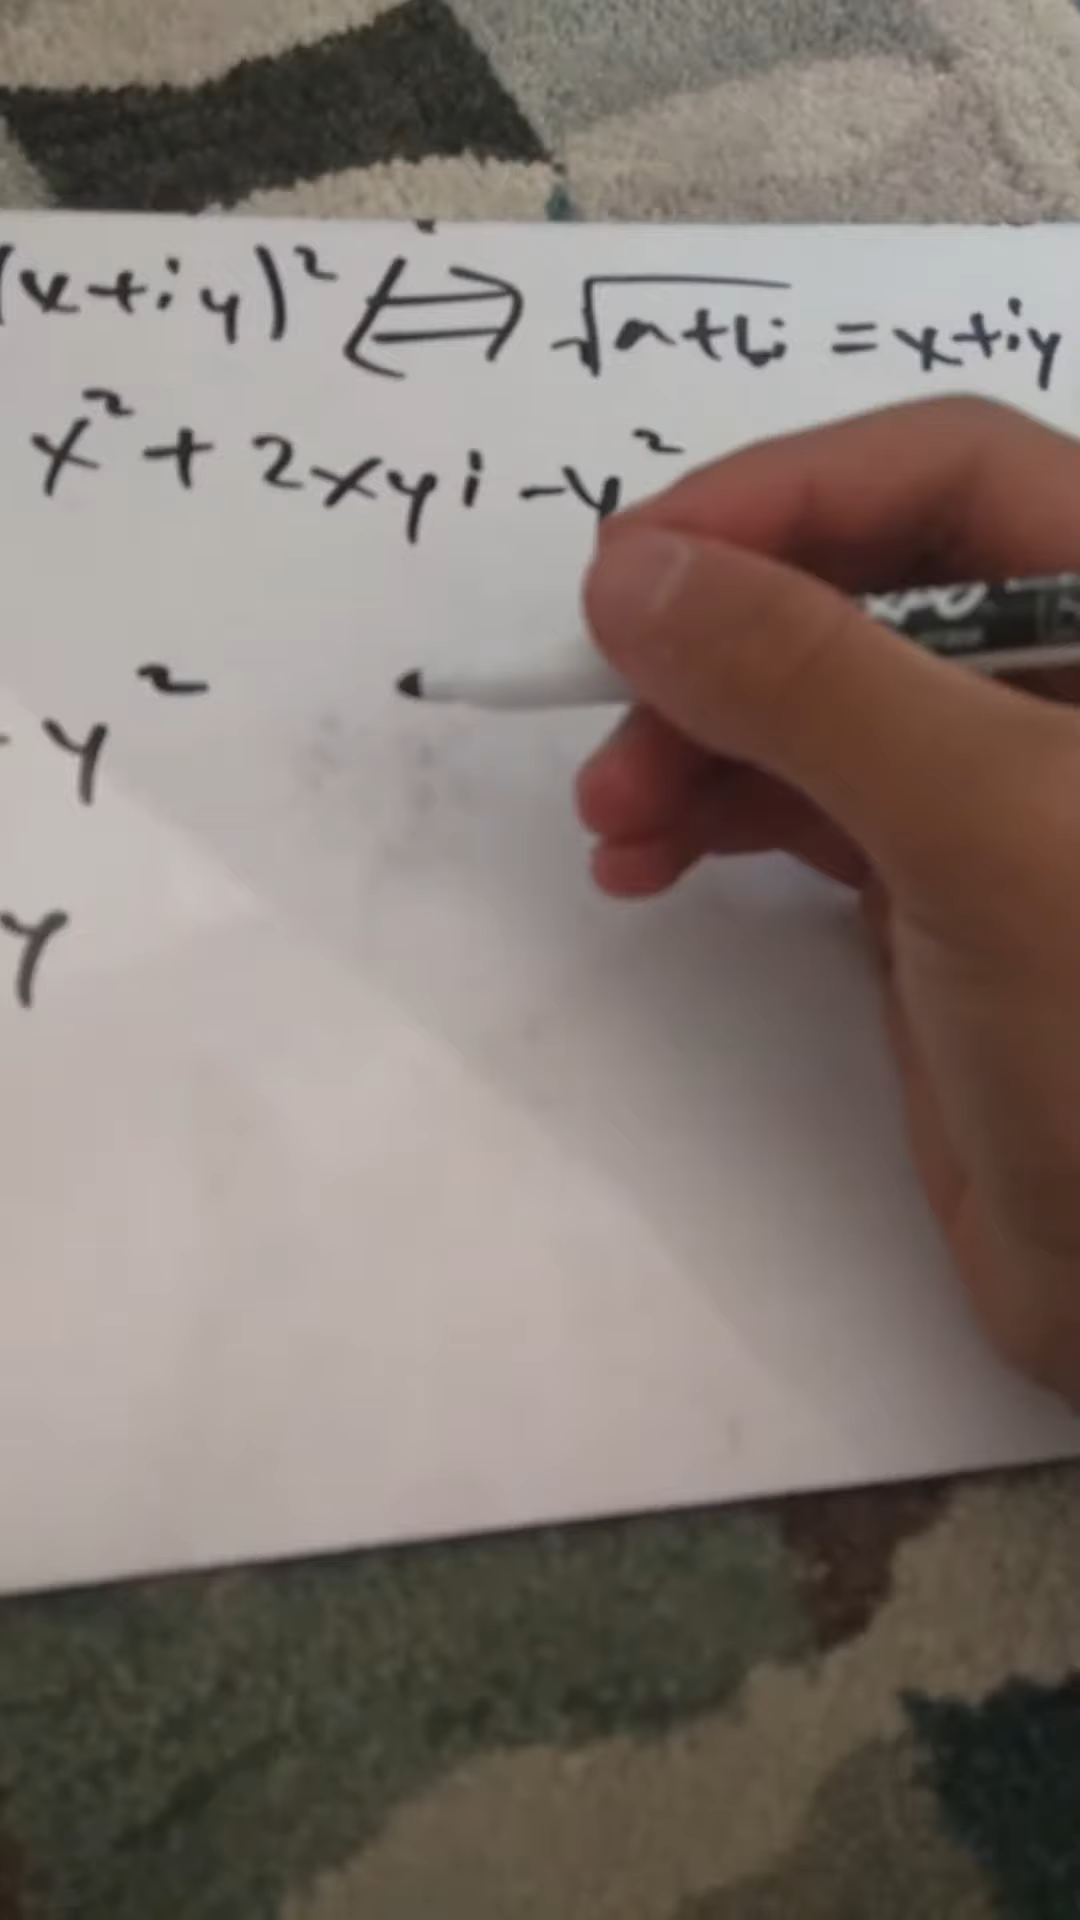 (x+iy)² ⇔ √a+bi = x+iy
x² + 2xyi - y²
- y²
y